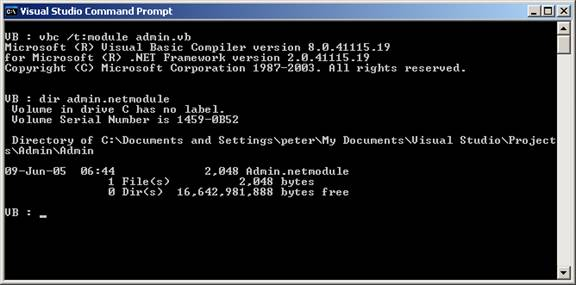 Visual Studio Command Prompt
VB : vbc /t:module admin.vb
Microsoft (R) Visual Basic Compiler version 8.0.41115.19
for Microsoft (R) .NET Framework version 2.0.41115.19
Copyright (C) Microsoft Corporation 1987-2003. All rights reserved.
VB : dir admin.netmodule
Volume in drive C has no label.
Volume Serial Number is 1459-0B52
Directory of C:\Documents and Settings\peter\My Documents\Visual Studio\Project
s\Admin\Admin
09-Jun-05  06:44             2,048 Admin.netmodule
1 File(s)          2,048 bytes
0 Dir(s)  16,642,981,888 bytes free
VB : _